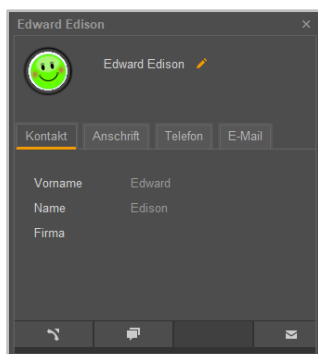 Edward Edison
Edward Edison
Kontakt Anschrift Telefon E-Mail
Vorname Edward
Name Edison
Firma